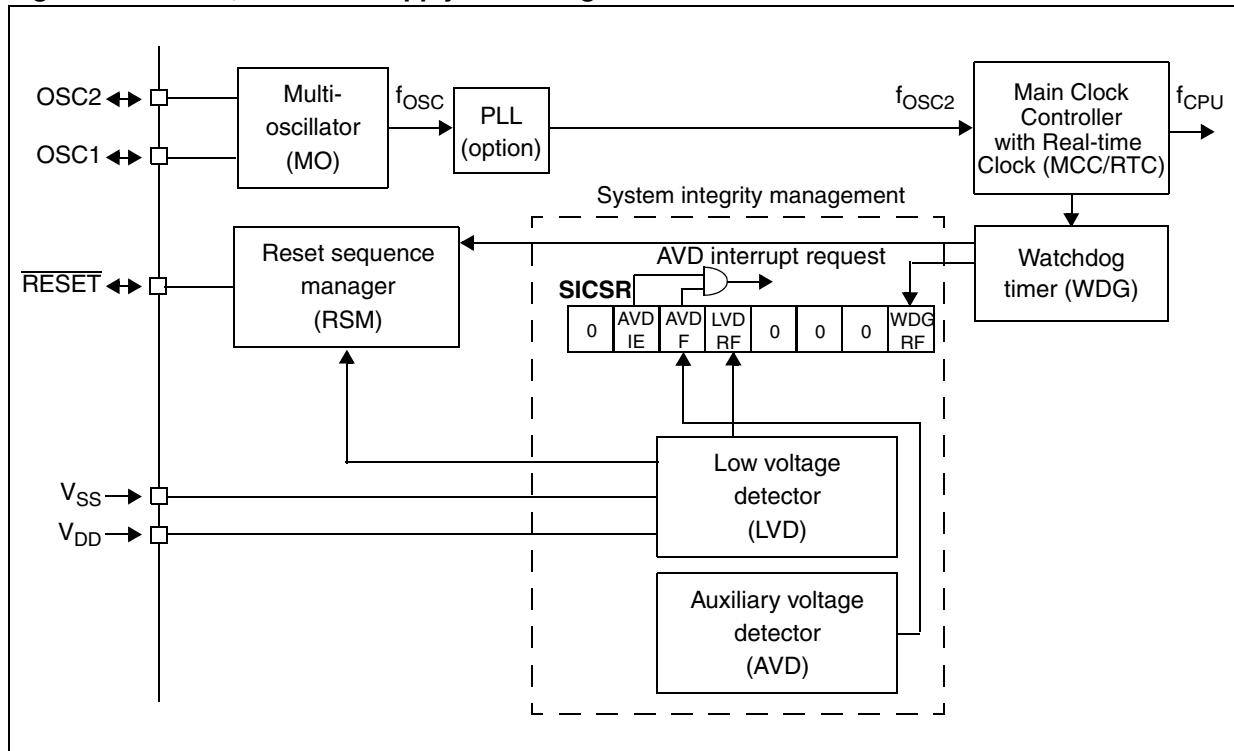 OSC2
OSC1
Multi-
oscillator
(MO)
fOSC
PLL
(option)
fOSC2
Main Clock
Controller
with Real-time
Clock (MCC/RTC)
fCPU
System integrity management
RESET
Reset sequence
manager
(RSM)
AVD interrupt request
Watchdog
timer (WDG)
SICSR
0
AVD
IE
AVD
F
LVD
RF
0
0
0
WDG
RF
VSS
VDD
Low voltage
detector
(LVD)
Auxiliary voltage
detector
(AVD)